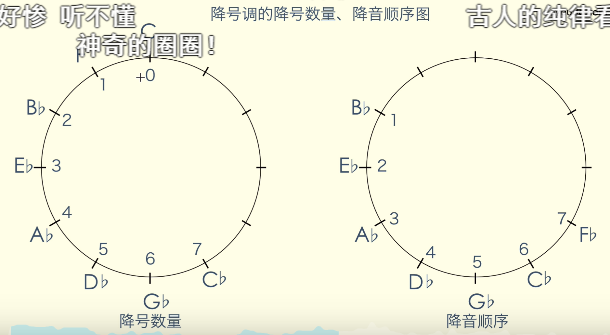 好惨 听不懂
降号调的降号数量、降音顺序图
古人的纯律看
神奇的圈圈！
C
+0
1
B♭
2
E♭
3
A♭
4
D♭
5
G♭
6
C♭
7
降号数量
B♭
1
E♭
2
A♭
3
D♭
4
G♭
5
C♭
6
F♭
7
降音顺序